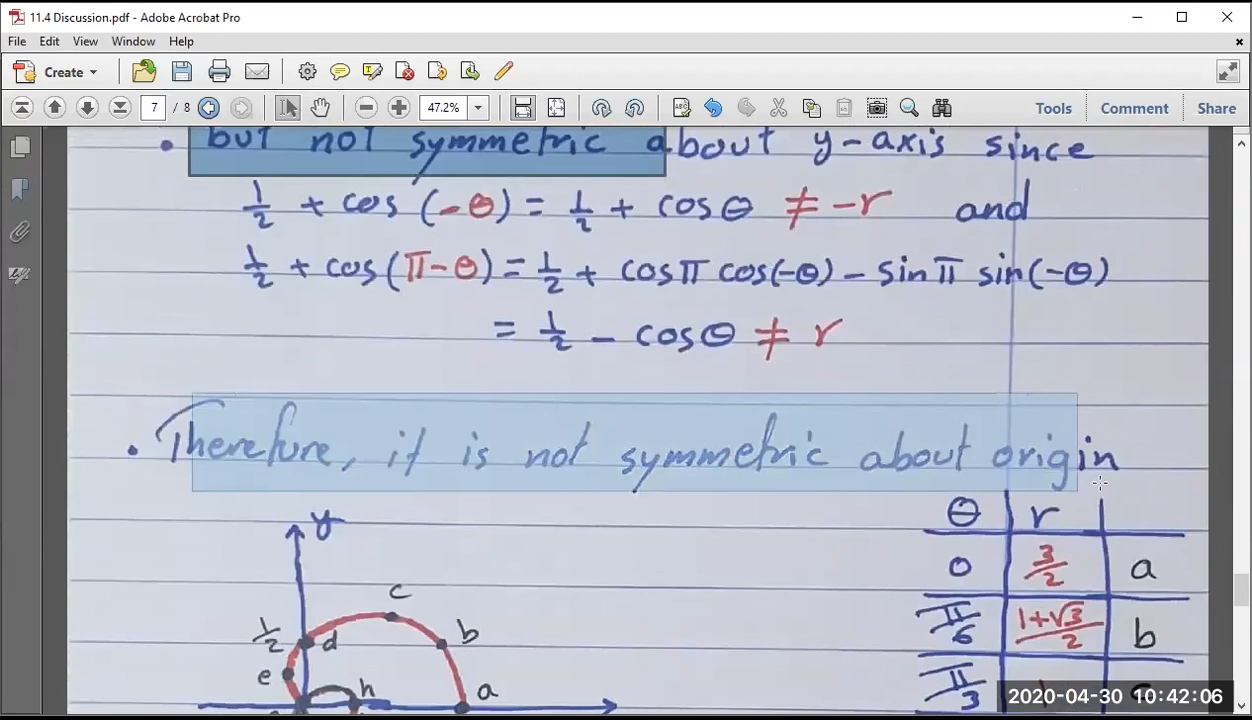 11.4 Discussion.pdf - Adobe Acrobat Pro
File Edit View Window Help
Create
7 / 8 47.2% Tools Comment Share
• but not symmetric about y-axis since
1/2 + cos (-θ) = 1/2 + cosθ ≠ -r and
1/2 + cos(π-θ) = 1/2 + cosπ cos(-θ) - sinπ sin(-θ)
= 1/2 - cosθ ≠ r
• Therefore, it is not symmetric about origin
θ r
y
0 3/2 a
c
π/6 1+√3/2 b
1/2 d b
e h a
π/3
2020-04-30 10:42:06